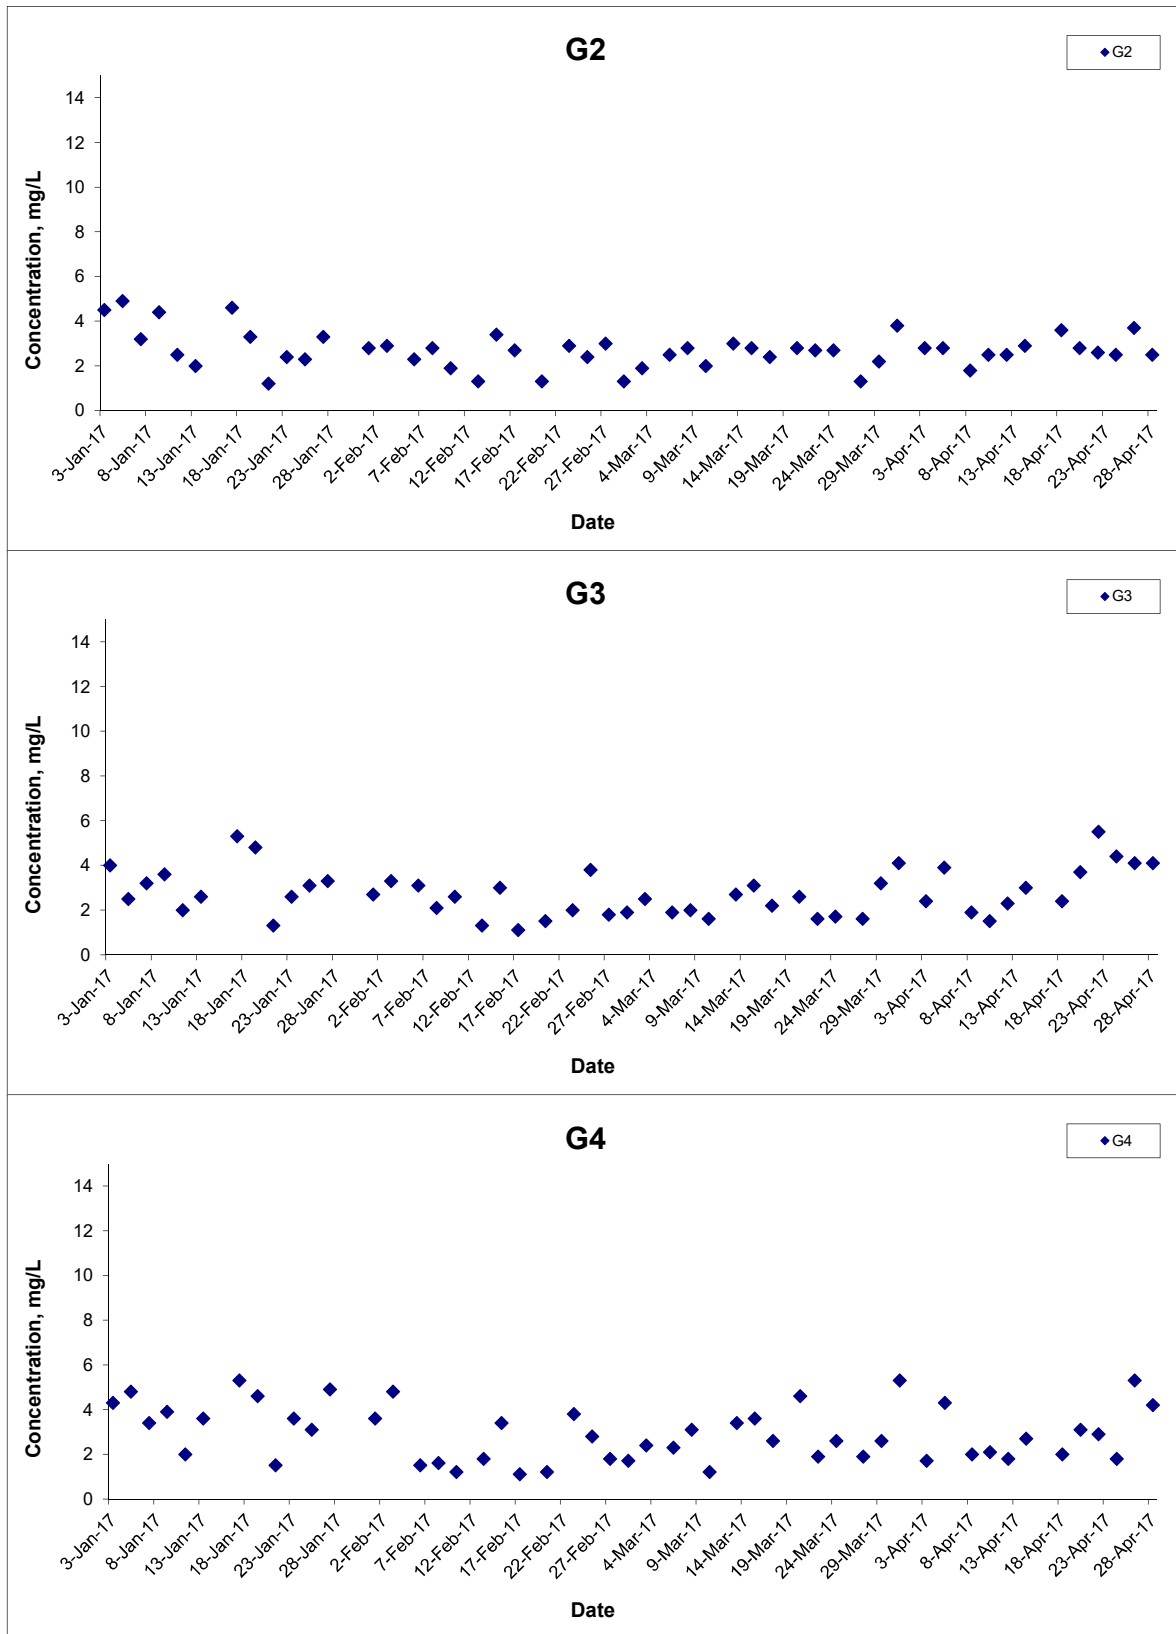 G2
G2
Concentration, mg/L
14
12
10
8
6
4
2
0
3-Jan-17
8-Jan-17
13-Jan-17
18-Jan-17
23-Jan-17
28-Jan-17
2-Feb-17
7-Feb-17
12-Feb-17
17-Feb-17
22-Feb-17
27-Feb-17
4-Mar-17
9-Mar-17
14-Mar-17
19-Mar-17
24-Mar-17
29-Mar-17
3-Apr-17
8-Apr-17
13-Apr-17
18-Apr-17
23-Apr-17
28-Apr-17
Date
G3
G3
Concentration, mg/L
14
12
10
8
6
4
2
0
3-Jan-17
8-Jan-17
13-Jan-17
18-Jan-17
23-Jan-17
28-Jan-17
2-Feb-17
7-Feb-17
12-Feb-17
17-Feb-17
22-Feb-17
27-Feb-17
4-Mar-17
9-Mar-17
14-Mar-17
19-Mar-17
24-Mar-17
29-Mar-17
3-Apr-17
8-Apr-17
13-Apr-17
18-Apr-17
23-Apr-17
28-Apr-17
Date
G4
G4
Concentration, mg/L
14
12
10
8
6
4
2
0
3-Jan-17
8-Jan-17
13-Jan-17
18-Jan-17
23-Jan-17
28-Jan-17
2-Feb-17
7-Feb-17
12-Feb-17
17-Feb-17
22-Feb-17
27-Feb-17
4-Mar-17
9-Mar-17
14-Mar-17
19-Mar-17
24-Mar-17
29-Mar-17
3-Apr-17
8-Apr-17
13-Apr-17
18-Apr-17
23-Apr-17
28-Apr-17
Date